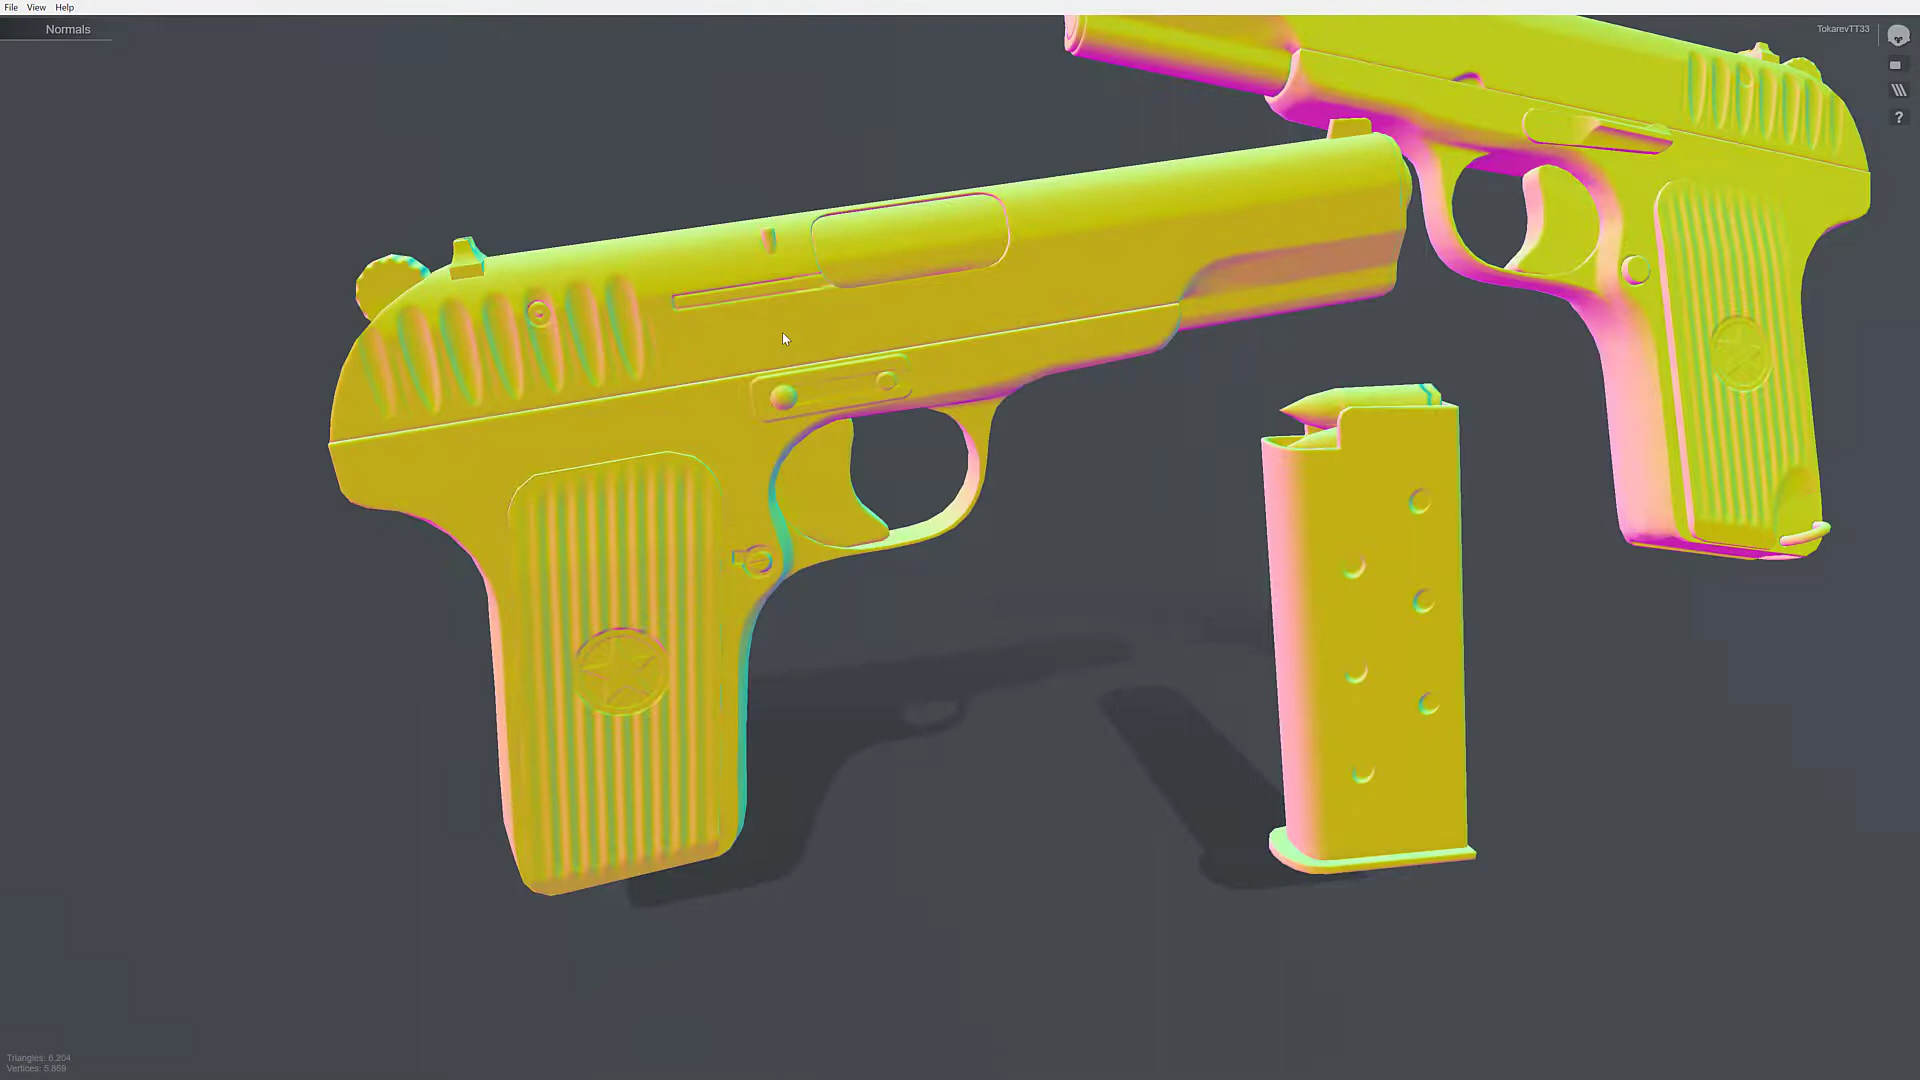 File View Help
Normals
TokarevTT33
?
Triangles: 6.204
Vertices: 5.869